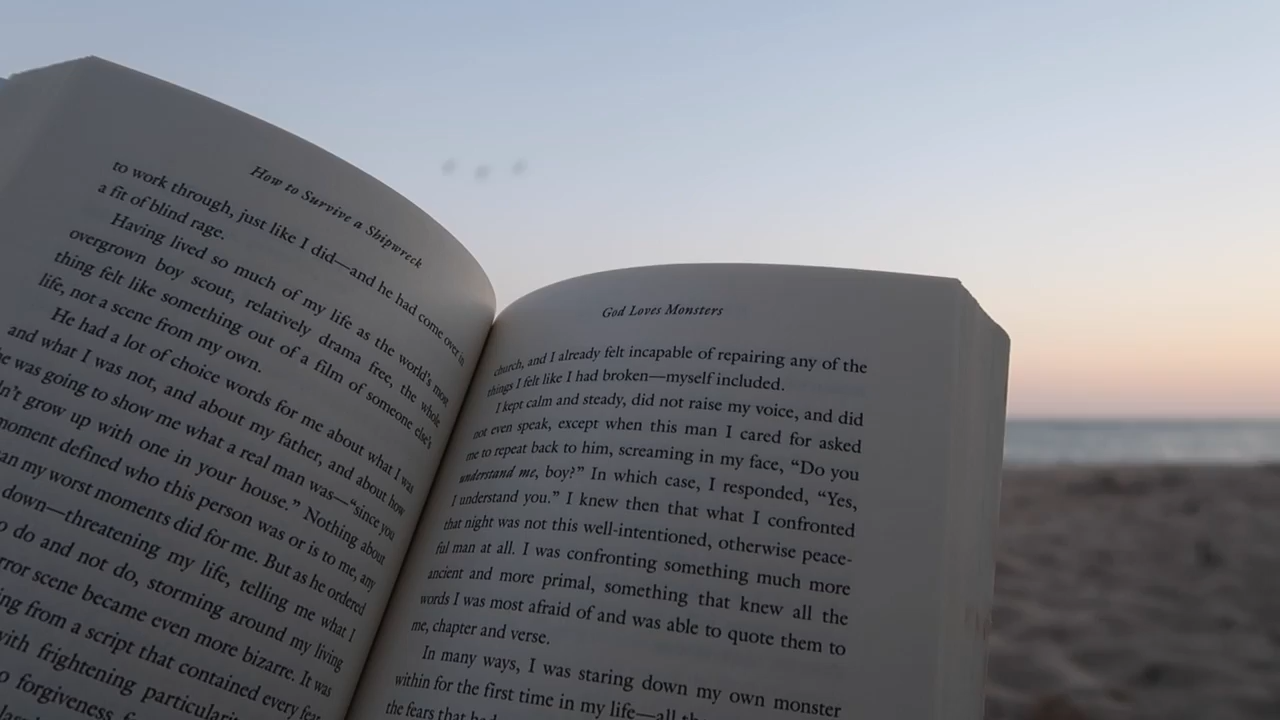 How to Survive a Shipwreck
to work through, just like I did—and he had come over in
a fit of blind rage.
Having lived so much of my life as the world's most
overgrown boy scout, relatively drama free, the whole
thing felt like something out of a film of someone else's
life, not a scene from my own.
He had a lot of choice words for me about what I was
and what I was not, and about my father, and about how
he was going to show me what a real man was—“since you
dn't grow up with one in your house.” Nothing about
moment defined who this person was or is to me, any
an my worst moments did for me. But as he ordered
down—threatening my life, telling me what I
o do and not do, storming around my living
rror scene became even more bizarre. It was
ing from a script that contained every
with frightening
forgiveness
God Loves Monsters
church, and I already felt incapable of repairing any of the
things I felt like I had broken—myself included.
I kept calm and steady, did not raise my voice, and did
not even speak, except when this man I cared for asked
me to repeat back to him, screaming in my face, “Do you
understand me, boy?” In which case, I responded, “Yes,
I understand you.” I knew then that what I confronted
that night was not this well-intentioned, otherwise peace-
ful man at all. I was confronting something much more
ancient and more primal, something that knew all the
words I was most afraid of and was able to quote them to
me, chapter and verse.
In many ways, I was staring down my own monster
within for the first time in my life—all
the fears that